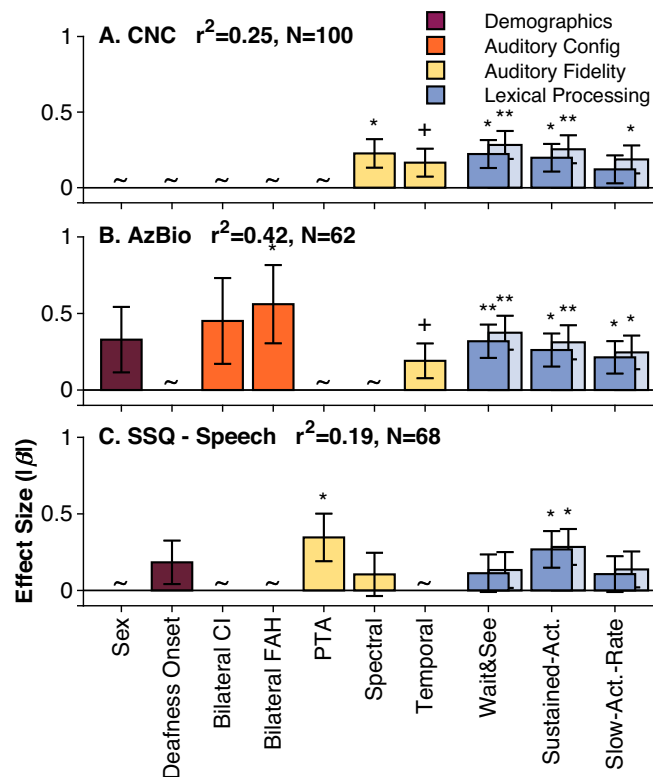 Demographics
Auditory Config
Auditory Fidelity
Lexical Processing
1
A. CNC r²=0.25, N=100
0.5
* + * ** * ** *
0
~ ~ ~ ~ ~
1
B. AzBio r²=0.42, N=62
*
0.5
+ ** ** * ** * *
0
~ ~ ~
1
C. SSQ - Speech r²=0.19, N=68
0.5
* * *
0
~ ~ ~ ~
Effect Size (|β|)
Sex
Deafness Onset
Bilateral CI
Bilateral FAH
PTA
Spectral
Temporal
Wait&See
Sustained-Act.
Slow-Act.-Rate